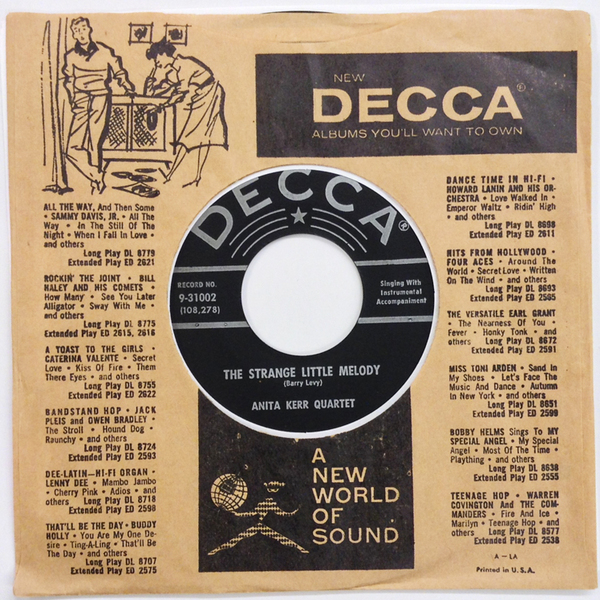 NEW
DECCA®
ALBUMS YOU'LL WANT TO OWN
ALL THE WAY, And Then Some
• SAMMY DAVIS, JR. • All The
Way • In The Still Of The
Night • When I Fall In Love •
and others
Long Play DL 8779
Extended Play ED 2621
ROCKIN' THE JOINT • BILL
HALEY AND HIS COMETS •
How Many • See You Later
Alligator • Sway With Me •
and others
Long Play DL 8775
Extended Play ED 2615, 2616
A TOAST TO THE GIRLS •
CATERINA VALENTE • Secret
Love • Kiss Of Fire • Them
There Eyes • and others
Long Play DL 8755
Extended Play ED 2622
BANDSTAND HOP • JACK
PLEIS and OWEN BRADLEY •
The Stroll • Hound Dog •
Raunchy • and others
Long Play DL 8724
Extended Play ED 2593
DEE-LATIN—HI-FI ORGAN •
LENNY DEE • Mambo Jambo
• Cherry Pink • Adios • and
others Long Play DL 8718
Extended Play ED 2598
THAT'LL BE THE DAY • BUDDY
HOLLY • You Are My One De-
sire • Ting-A-Ling • That'll Be
The Day • and others
Long Play DL 8707
Extended Play ED 2575
DECCA®
RECORD NO.
9-31002
(108,278)
Singing With
Instrumental
Accompaniment
THE STRANGE LITTLE MELODY
(Barry Levy)
ANITA KERR QUARTET
A
NEW
WORLD
OF
SOUND
DANCE TIME IN HI-FI •
HOWARD LANIN AND HIS OR-
CHESTRA • Love Walked In •
Emperor Waltz • Ridin' High
• and others
Long Play DL 8698
Extended Play ED 2611
HITS FROM HOLLYWOOD •
FOUR ACES • Around The
World • Secret Love • Written
On The Wind • and others
Long Play DL 8693
Extended Play ED 2565
THE VERSATILE EARL GRANT
• The Nearness Of You •
Fever • Honky Tonk • and
others Long Play DL 8672
Extended Play ED 2591
MISS TONI ARDEN • Sand In
My Shoes • Let's Face The
Music And Dance • Autumn
In New York • and others
Long Play DL 8651
Extended Play ED 2599
BOBBY HELMS Sings TO MY
SPECIAL ANGEL • My Special
Angel • Most Of The Time •
Plaything • and others
Long Play DL 8638
Extended Play ED 2555
TEENAGE HOP • WARREN
COVINGTON And THE COM-
MANDERS • Fire And Ice •
Marilyn • Teenage Hop • and
others Long Play DL 8577
Extended Play ED 2538
A — LA
Printed in U.S.A.